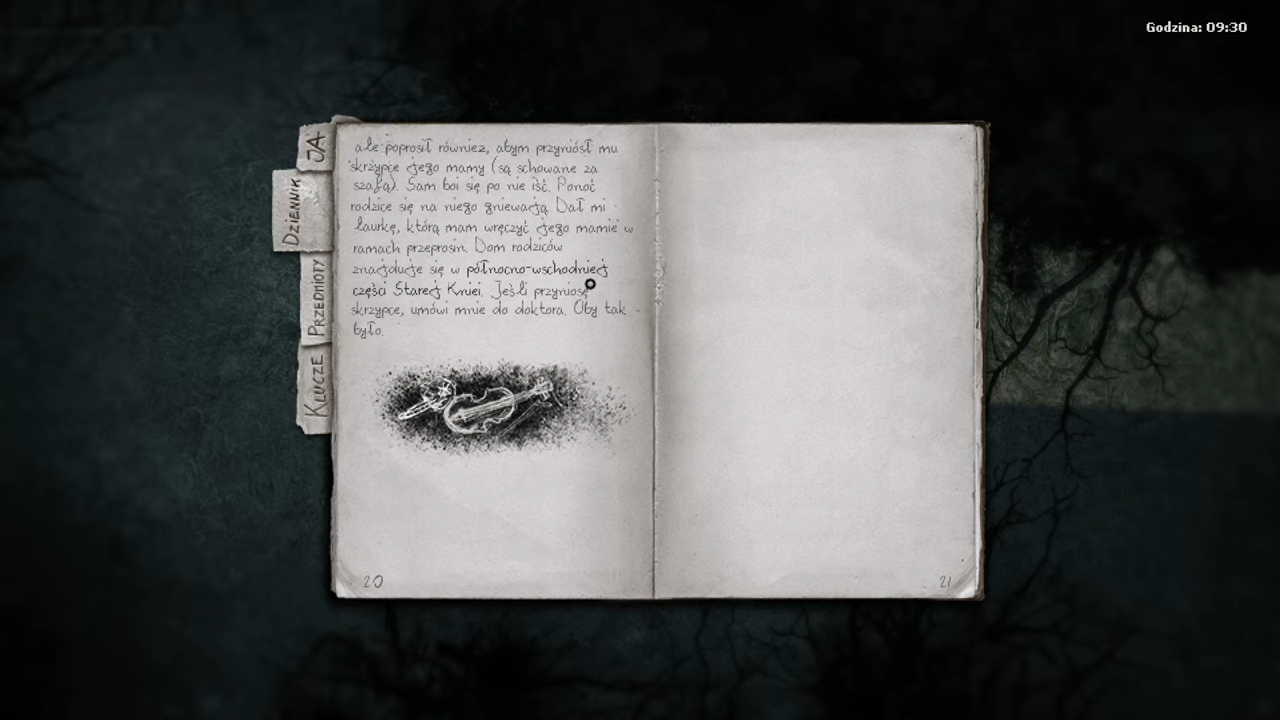 Godzina: 09:30
JA
DZIENNIK
PRZEDMIOTY
KLUCZE
ale poprosił również, abym przyniósł mu
skrzypce jego mamy (są schowane za
szafą). Sam boi się po nie iść. Ponoć
rodzice się na niego gniewają. Dał mi
laurkę, którą mam wręczyć jego mamie w
ramach przeprosin. Dom rodziców
znajduje się w północno-wschodniej
części Starej Kniei. Jeśli przyniosę
skrzypce, umówi mnie do doktora. Oby tak
było.
20
21